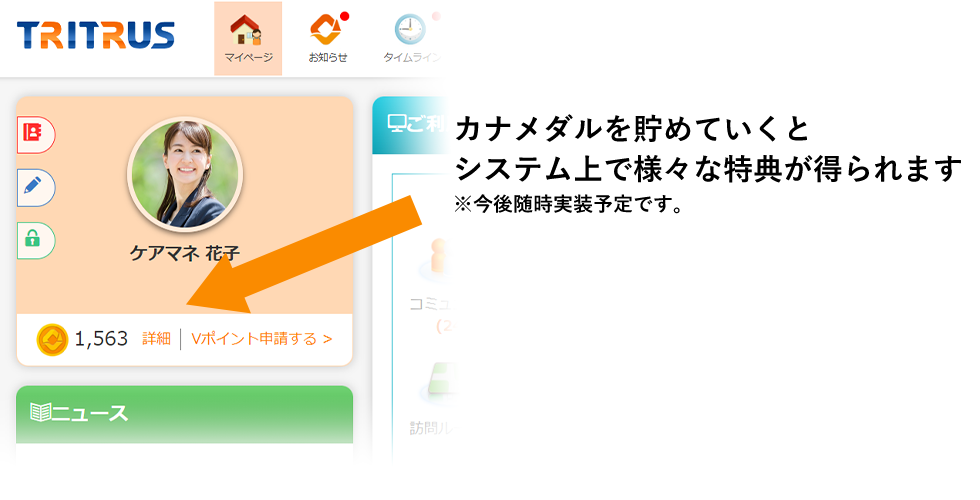 TRITRUS
マイページ
お知らせ
タイムライン
ご利
カナメダルを貯めていくと
システム上で様々な特典が得られます
※今後随時実装予定です。
ケアマネ 花子
コミュ
1,563 詳細 Vポイント申請する >
ニュース
訪問ル